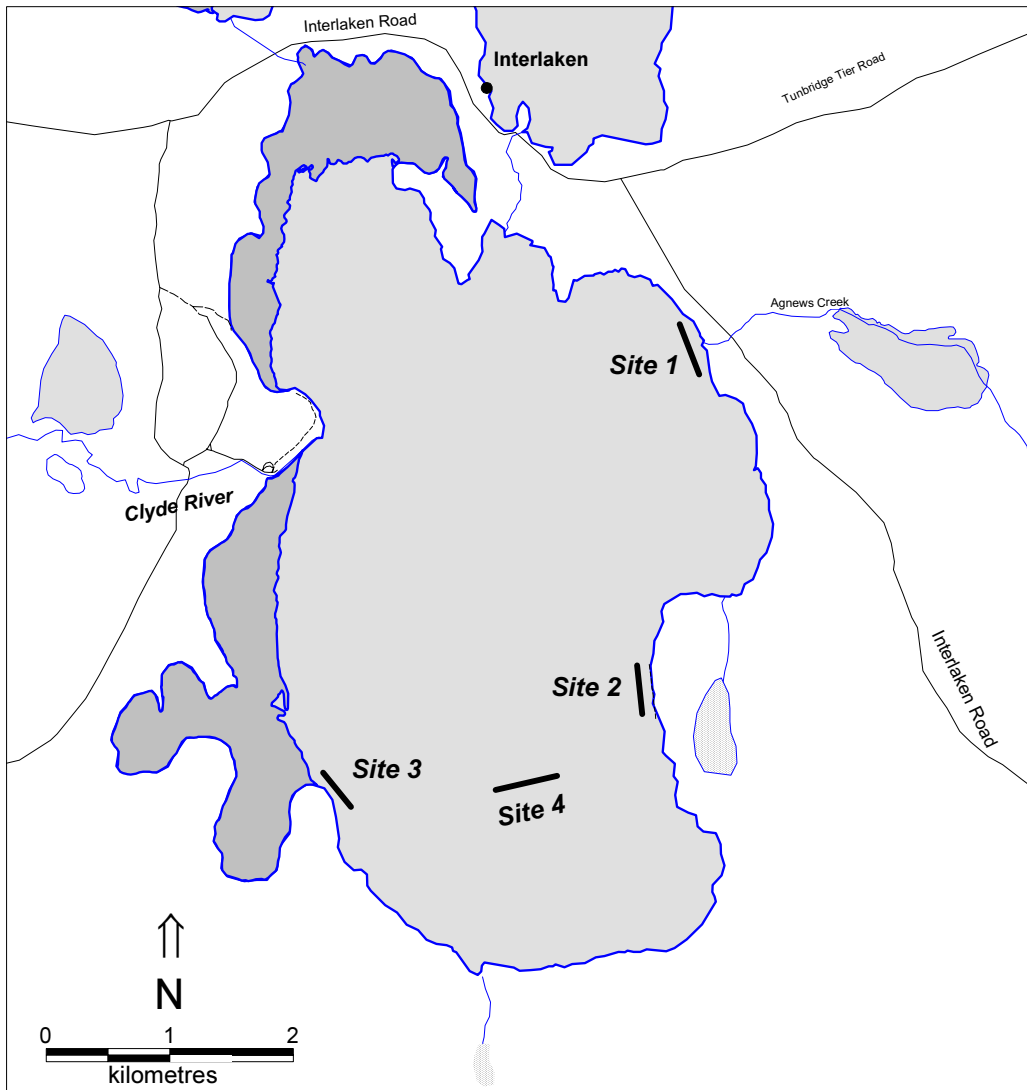 Interlaken Road
Interlaken
Tunbridge Tier Road
Agnews Creek
Site 1
Clyde River
Interlaken Road
Site 2
Site 3
Site 4
N
0 1 2
kilometres